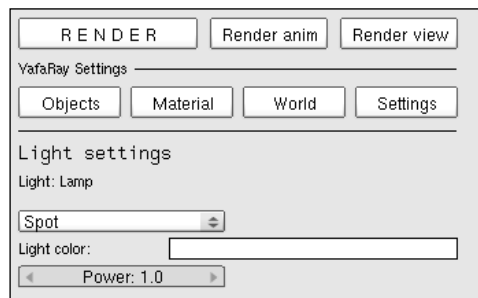 RENDER Render anim Render view
YafaRay Settings
Objects Material World Settings
Light settings
Light: Lamp
Spot
Light color:
Power: 1.0